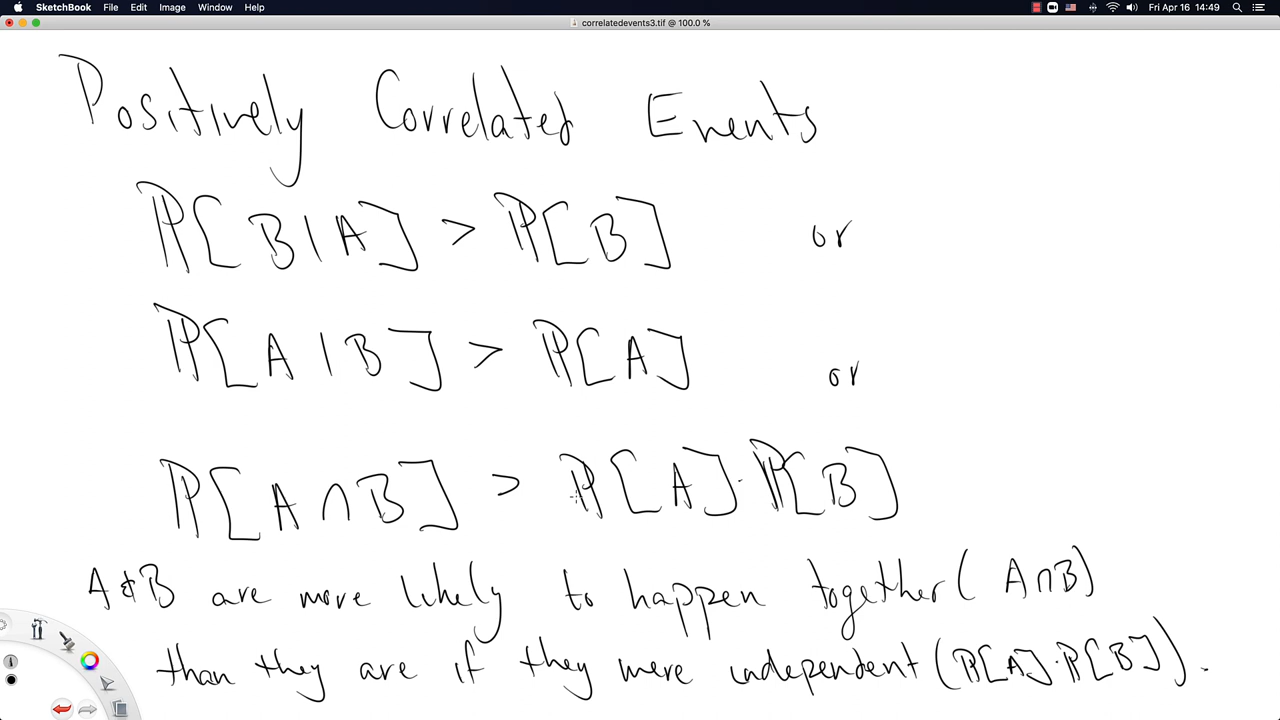 SketchBook File Edit Image Window Help Fri Apr 16 14:49
correlatedevents3.tif @ 100.0 %
Positively Correlated Events
ℙ[B|A] > ℙ[B] or
ℙ[A|B] > ℙ[A] or
ℙ[A∩B] > ℙ[A]·ℙ[B]
A & B are more likely to happen together (A∩B)
than they are if they were independent (ℙ[A]·ℙ[B]).